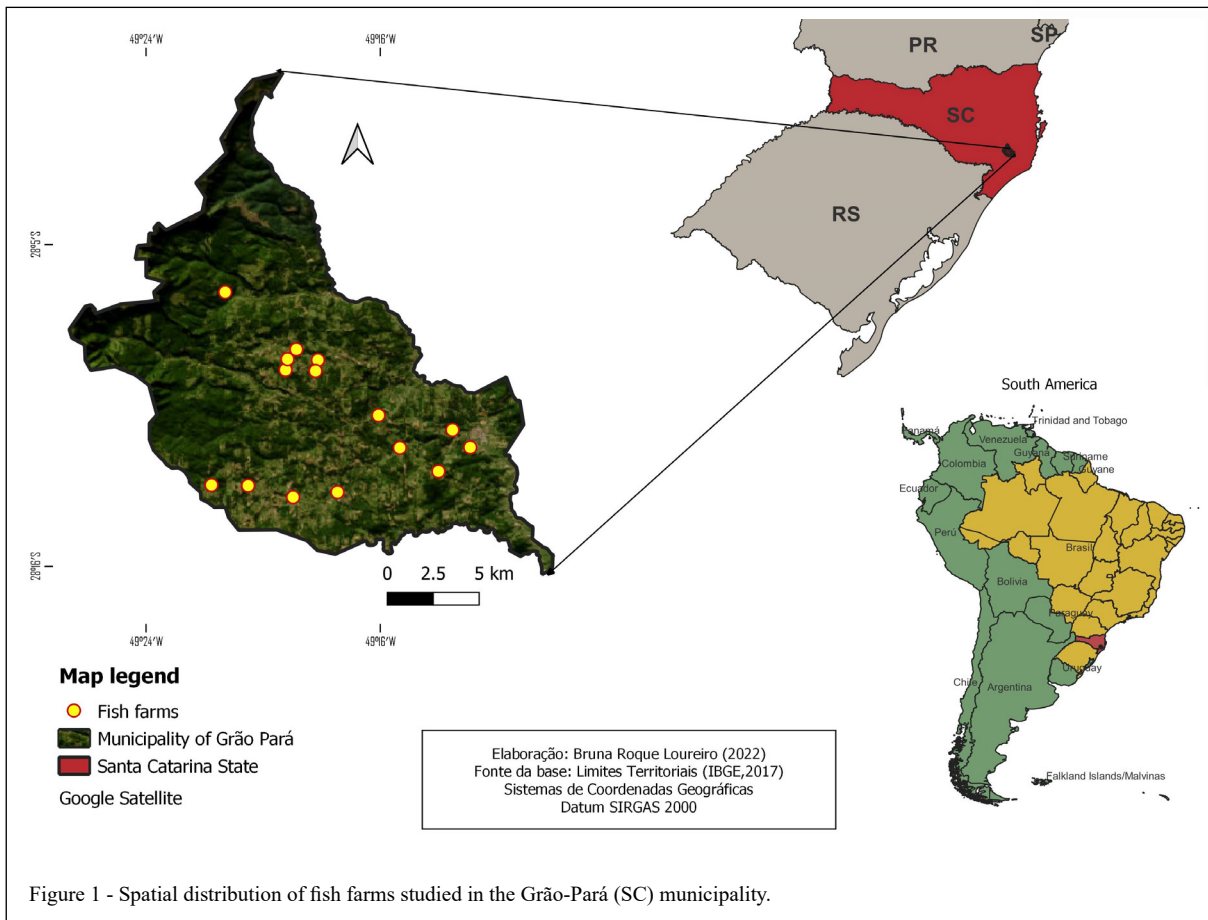 49°24'W
49°16'W
28°5'S
28°16'S
49°24'W
49°16'W
0 2.5 5 km
PR
SP
SC
RS
South America
Panamá
Trinidad and Tobago
Venezuela
Guyana
Suriname
Guyane
Colombia
Ecuador
Perú
Brasil
Bolivia
Paraguay
Uruguay
Chile
Argentina
Falkland Islands/Malvinas
Map legend
Fish farms
Municipality of Grão Pará
Santa Catarina State
Google Satellite
Elaboração: Bruna Roque Loureiro (2022)
Fonte da base: Limites Territoriais (IBGE,2017)
Sistemas de Coordenadas Geográficas
Datum SIRGAS 2000
Figure 1 - Spatial distribution of fish farms studied in the Grão-Pará (SC) municipality.